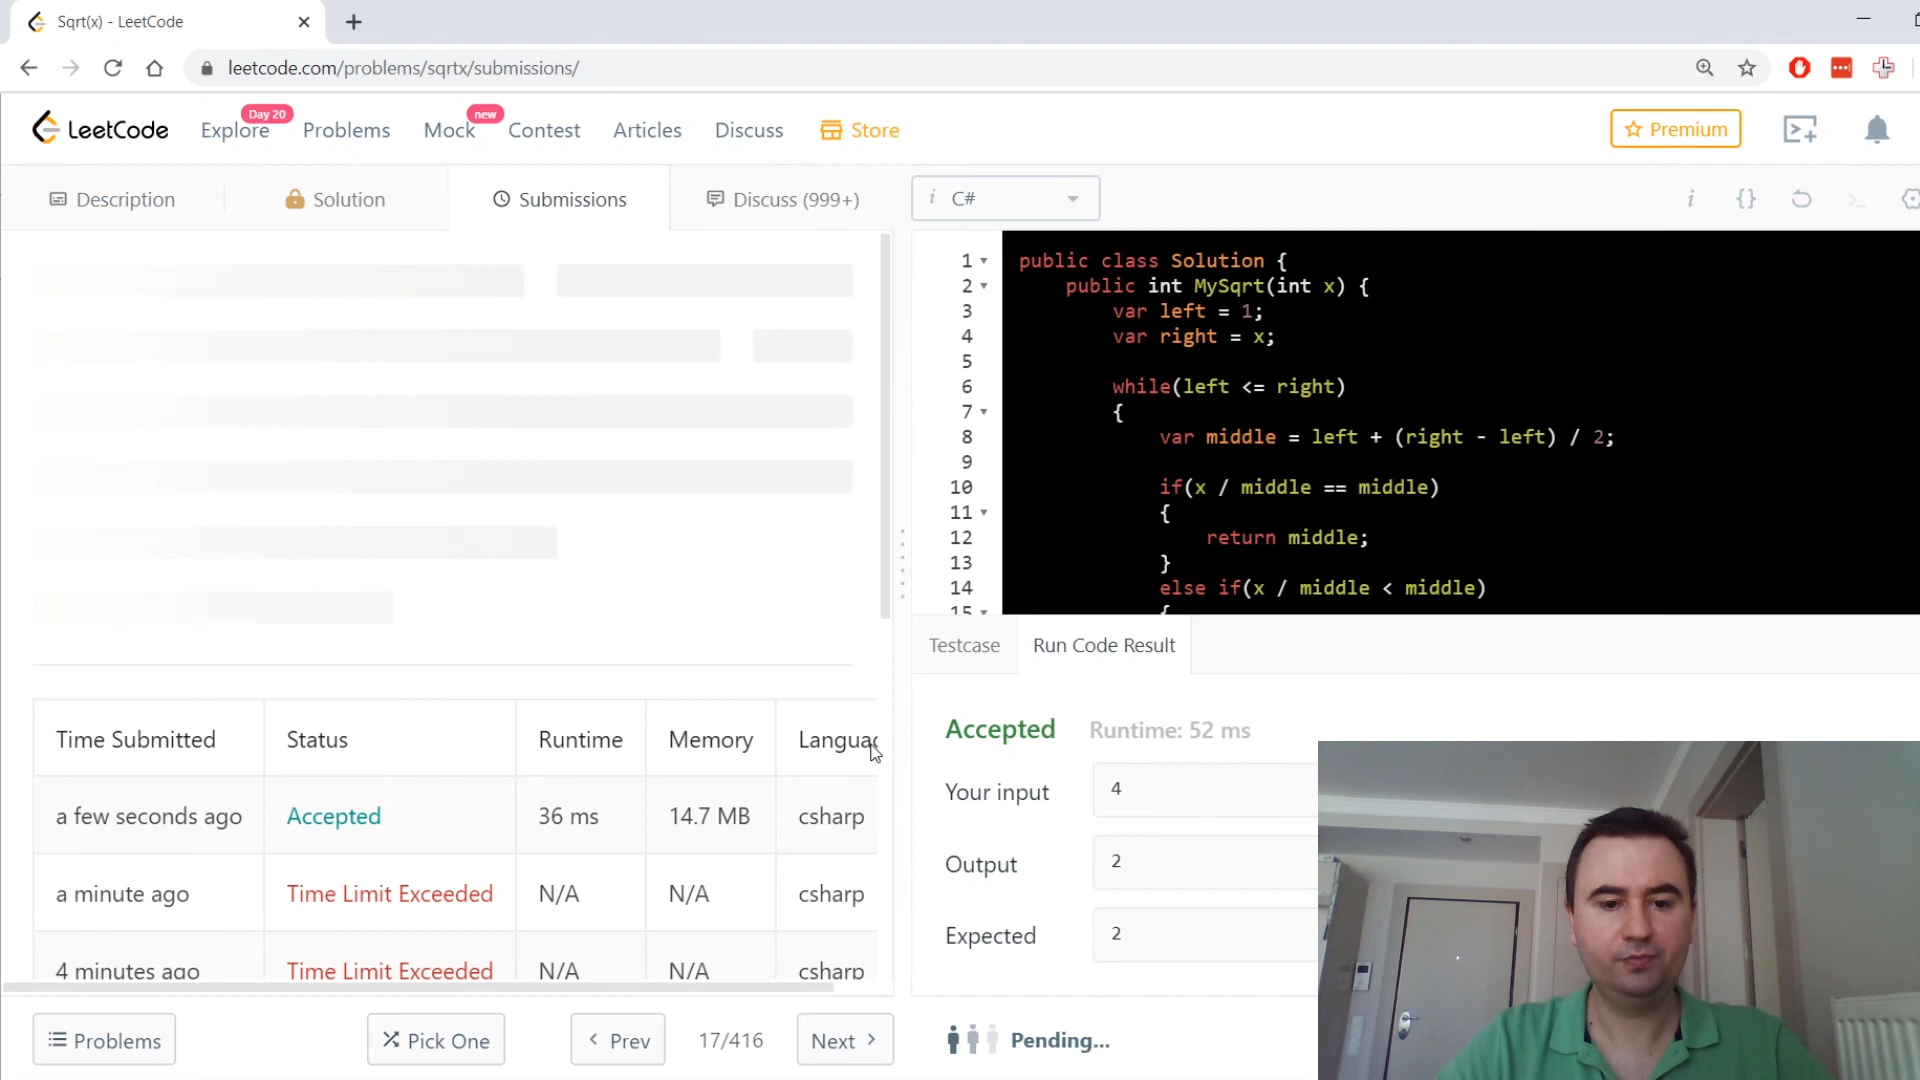 Sqrt(x) - LeetCode
leetcode.com/problems/sqrtx/submissions/
LeetCode
Explore
Day 20
Problems
Mock
new
Contest
Articles
Discuss
Store
Premium
Description
Solution
Submissions
Discuss (999+)
i C#
i {}
1 public class Solution {
2 public int MySqrt(int x) {
3 var left = 1;
4 var right = x;
5
6 while(left <= right)
7 {
8 var middle = left + (right - left) / 2;
9
10 if(x / middle == middle)
11 {
12 return middle;
13 }
14 else if(x / middle < middle)
15 {
Testcase
Run Code Result
Accepted Runtime: 52 ms
Your input 4
Output 2
Expected 2
Time Submitted Status Runtime Memory Languag
a few seconds ago Accepted 36 ms 14.7 MB csharp
a minute ago Time Limit Exceeded N/A N/A csharp
4 minutes ago Time Limit Exceeded N/A N/A csharp
Problems
Pick One
Prev
17/416
Next
Pending...